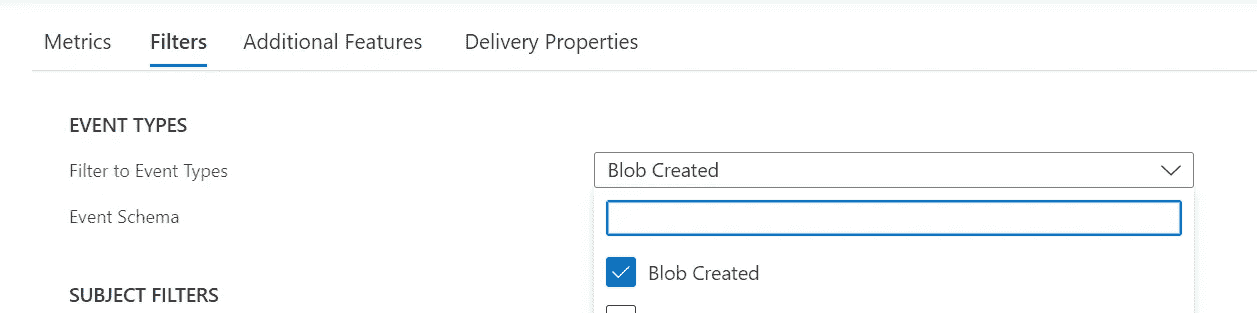 Metrics Filters Additional Features Delivery Properties
EVENT TYPES
Filter to Event Types Blob Created
Event Schema
Blob Created
SUBJECT FILTERS